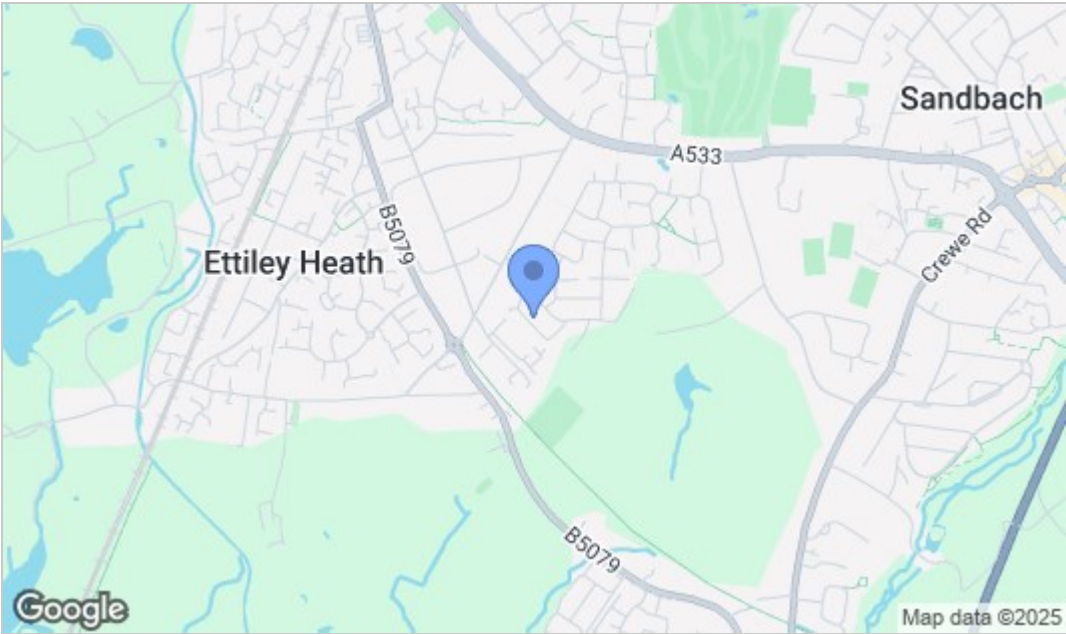 Sandbach
A533
B5079
Crewe Rd
Ettiley Heath
B5079
Google
Map data ©2025